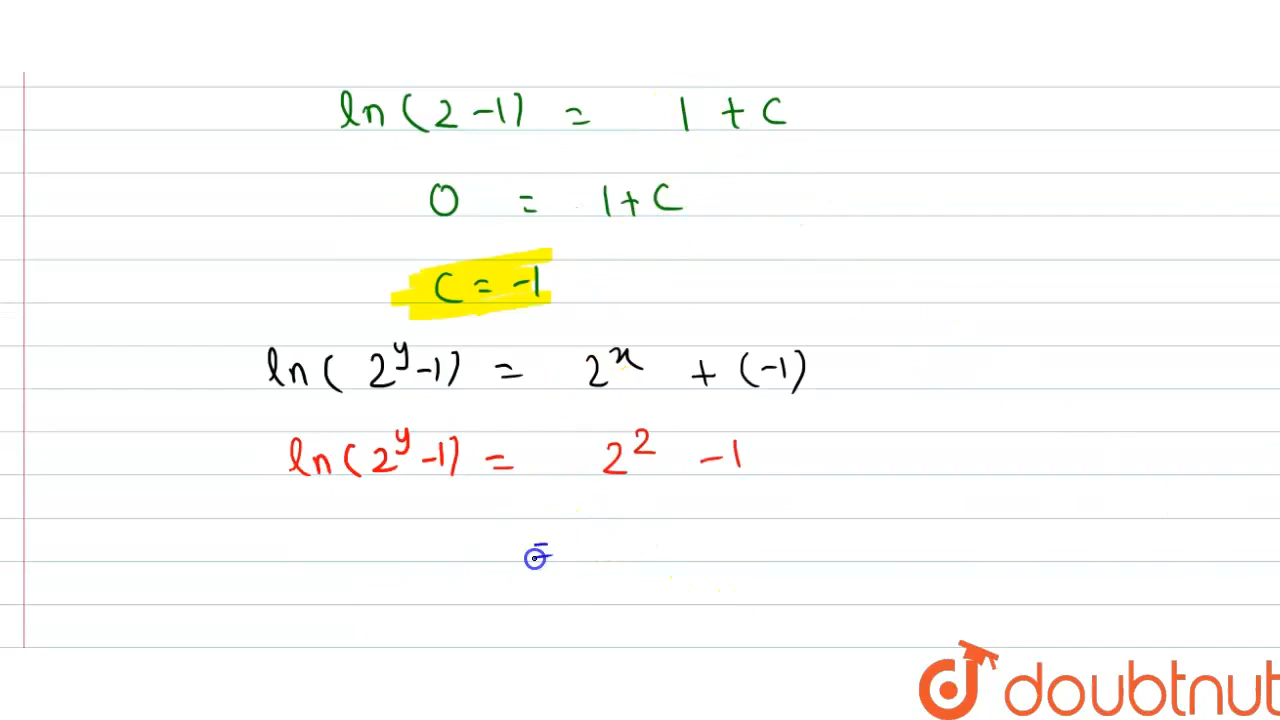 ln(2-1) = 1+C
0 = 1+C
C = -1
ln(2^y-1) = 2^x + (-1)
ln(2^y-1) = 2^2 -1
=
doubtnut